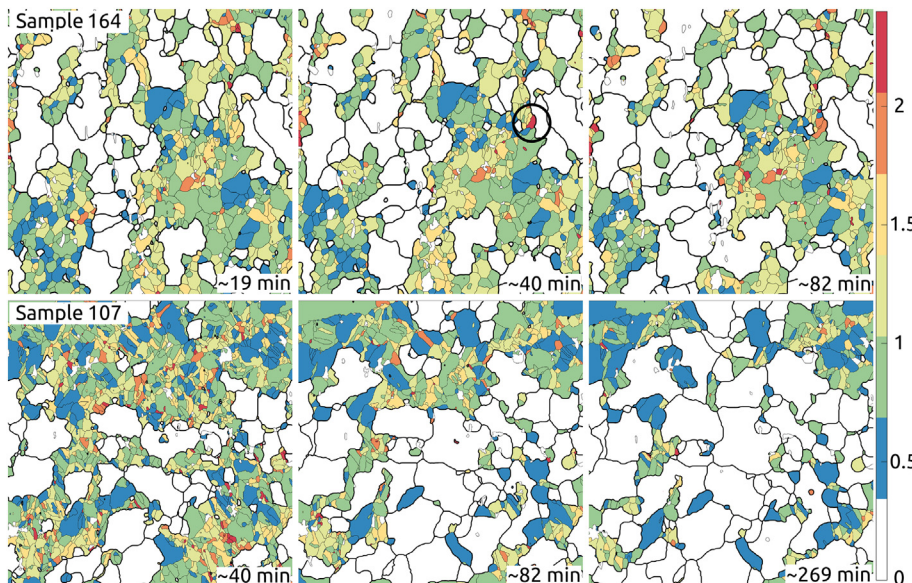 Sample 164
~19 min
~40 min
~82 min
Sample 107
~40 min
~82 min
~269 min
2
1.5
1
0.5
0